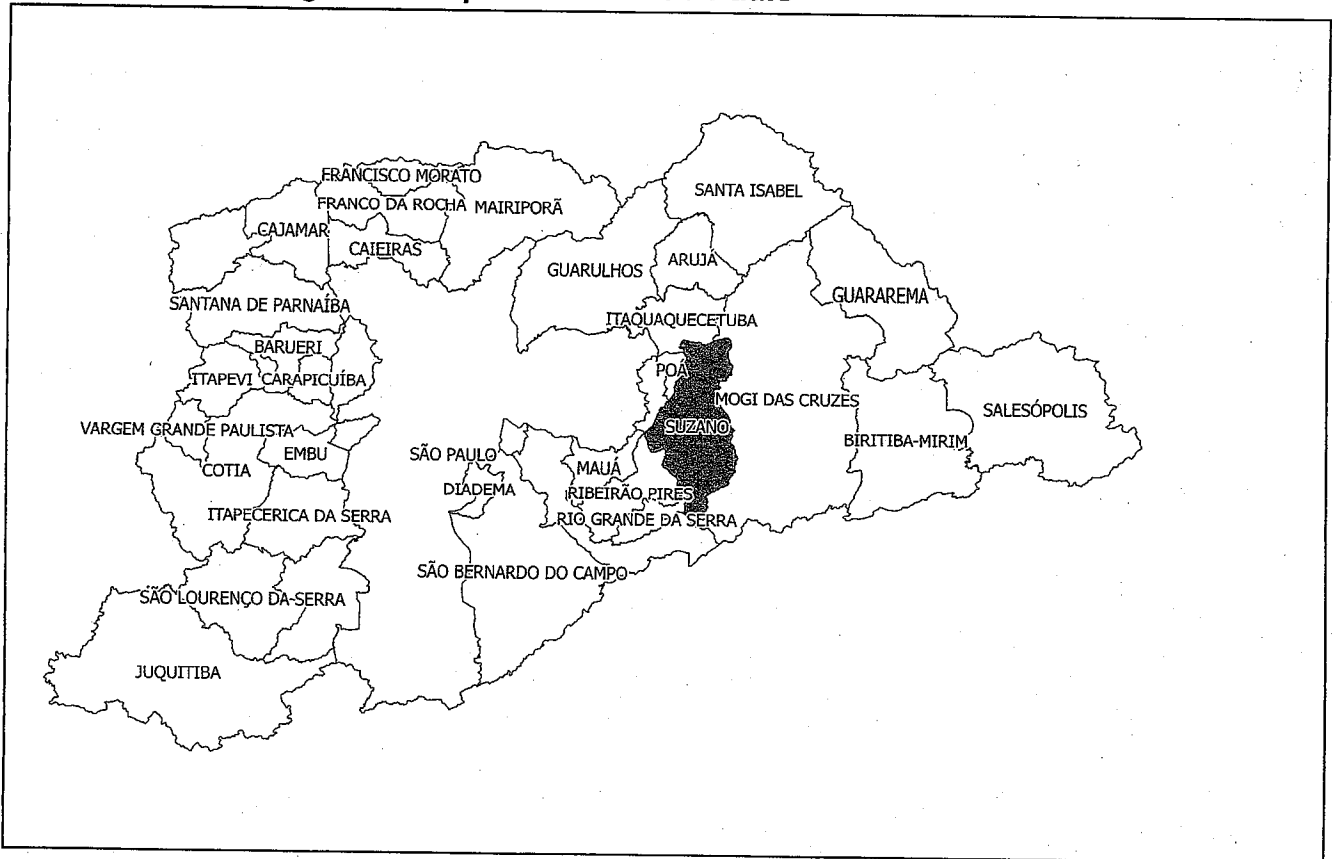 FRANCISCO MORATO
SANTA ISABEL
FRANCO DA ROCHA
MAIRIPORÃ
CAJAMAR
CAIEIRAS
ARUJÁ
GUARULHOS
GUARAREMA
SANTANA DE PARNAÍBA
ITAQUAQUECETUBA
BARUERI
POÁ
ITAPEVI
CARAPICUÍBA
MOGI DAS CRUZES
SALESÓPOLIS
VARGEM GRANDE PAULISTA
SUZANO
BIRITIBA-MIRIM
EMBU
SÃO PAULO
COTIA
MAUÁ
DIADEMA
RIBEIRÃO PIRES
ITAPECERICA DA SERRA
RIO GRANDE DA SERRA
SÃO BERNARDO DO CAMPO
SÃO LOURENÇO DA SERRA
JUQUITIBA